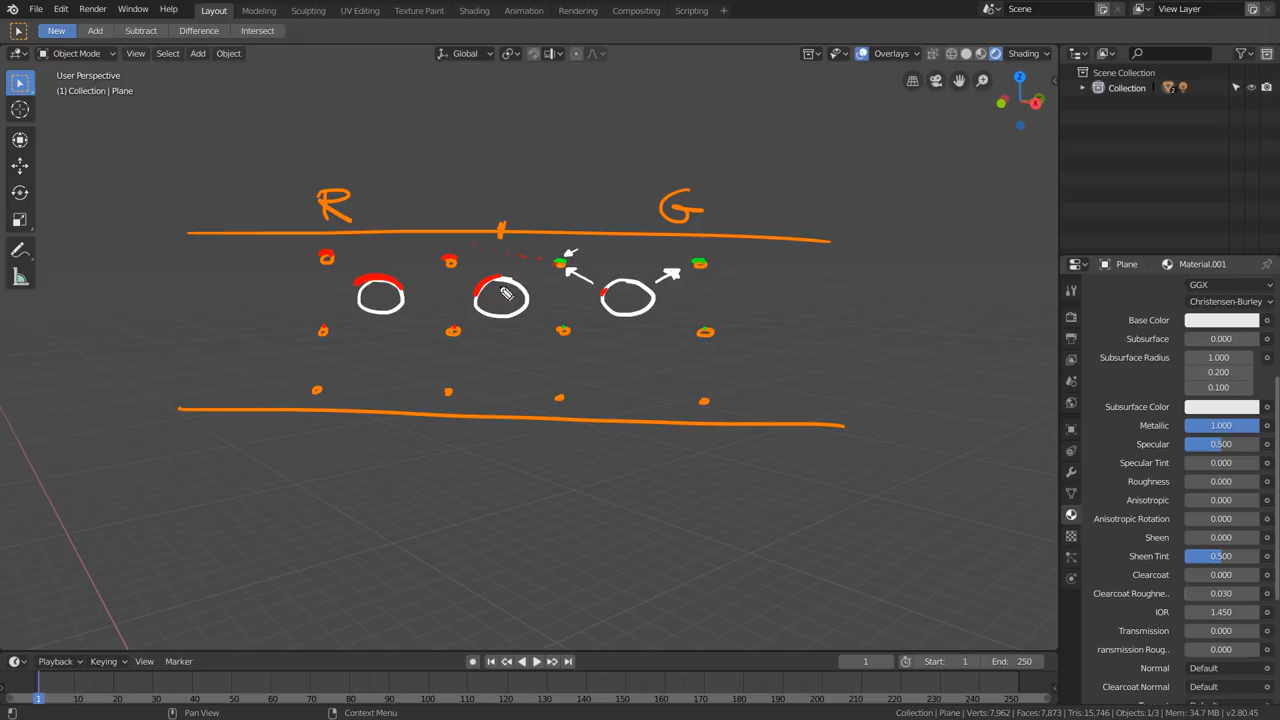 File Edit Render Window Help Layout Modeling Sculpting UV Editing Texture Paint Shading Animation Rendering Compositing Scripting + Scene View Layer
New Add Subtract Difference Intersect
Object Mode View Select Add Object Global Overlays Shading
User Perspective
(1) Collection | Plane
Z
X
Y
Scene Collection
Collection 2
R G
Plane Material.001
GGX
Christensen-Burley
Base Color
Subsurface 0.000
Subsurface Radius 1.000
0.200
0.100
Subsurface Color
Metallic 1.000
Specular 0.500
Specular Tint 0.000
Roughness 0.000
Anisotropic 0.000
Anisotropic Rotation 0.000
Sheen 0.000
Sheen Tint 0.500
Clearcoat 0.000
Clearcoat Roughne.. 0.030
IOR 1.450
Transmission 0.000
ransmission Roug.. 0.000
Normal Default
Clearcoat Normal Default
Playback Keying View Marker 1 Start: 1 End: 250
1 10 20 30 40 50 60 70 80 90 100 110 120 130 140 150 160 170 180 190 200 210 220 230 240 250
Pan View Context Menu Collection | Plane | Verts:7,962 | Faces:7,873 | Tris:15,746 | Objects:1/3 | Mem: 34.7 MB | v2.80.45